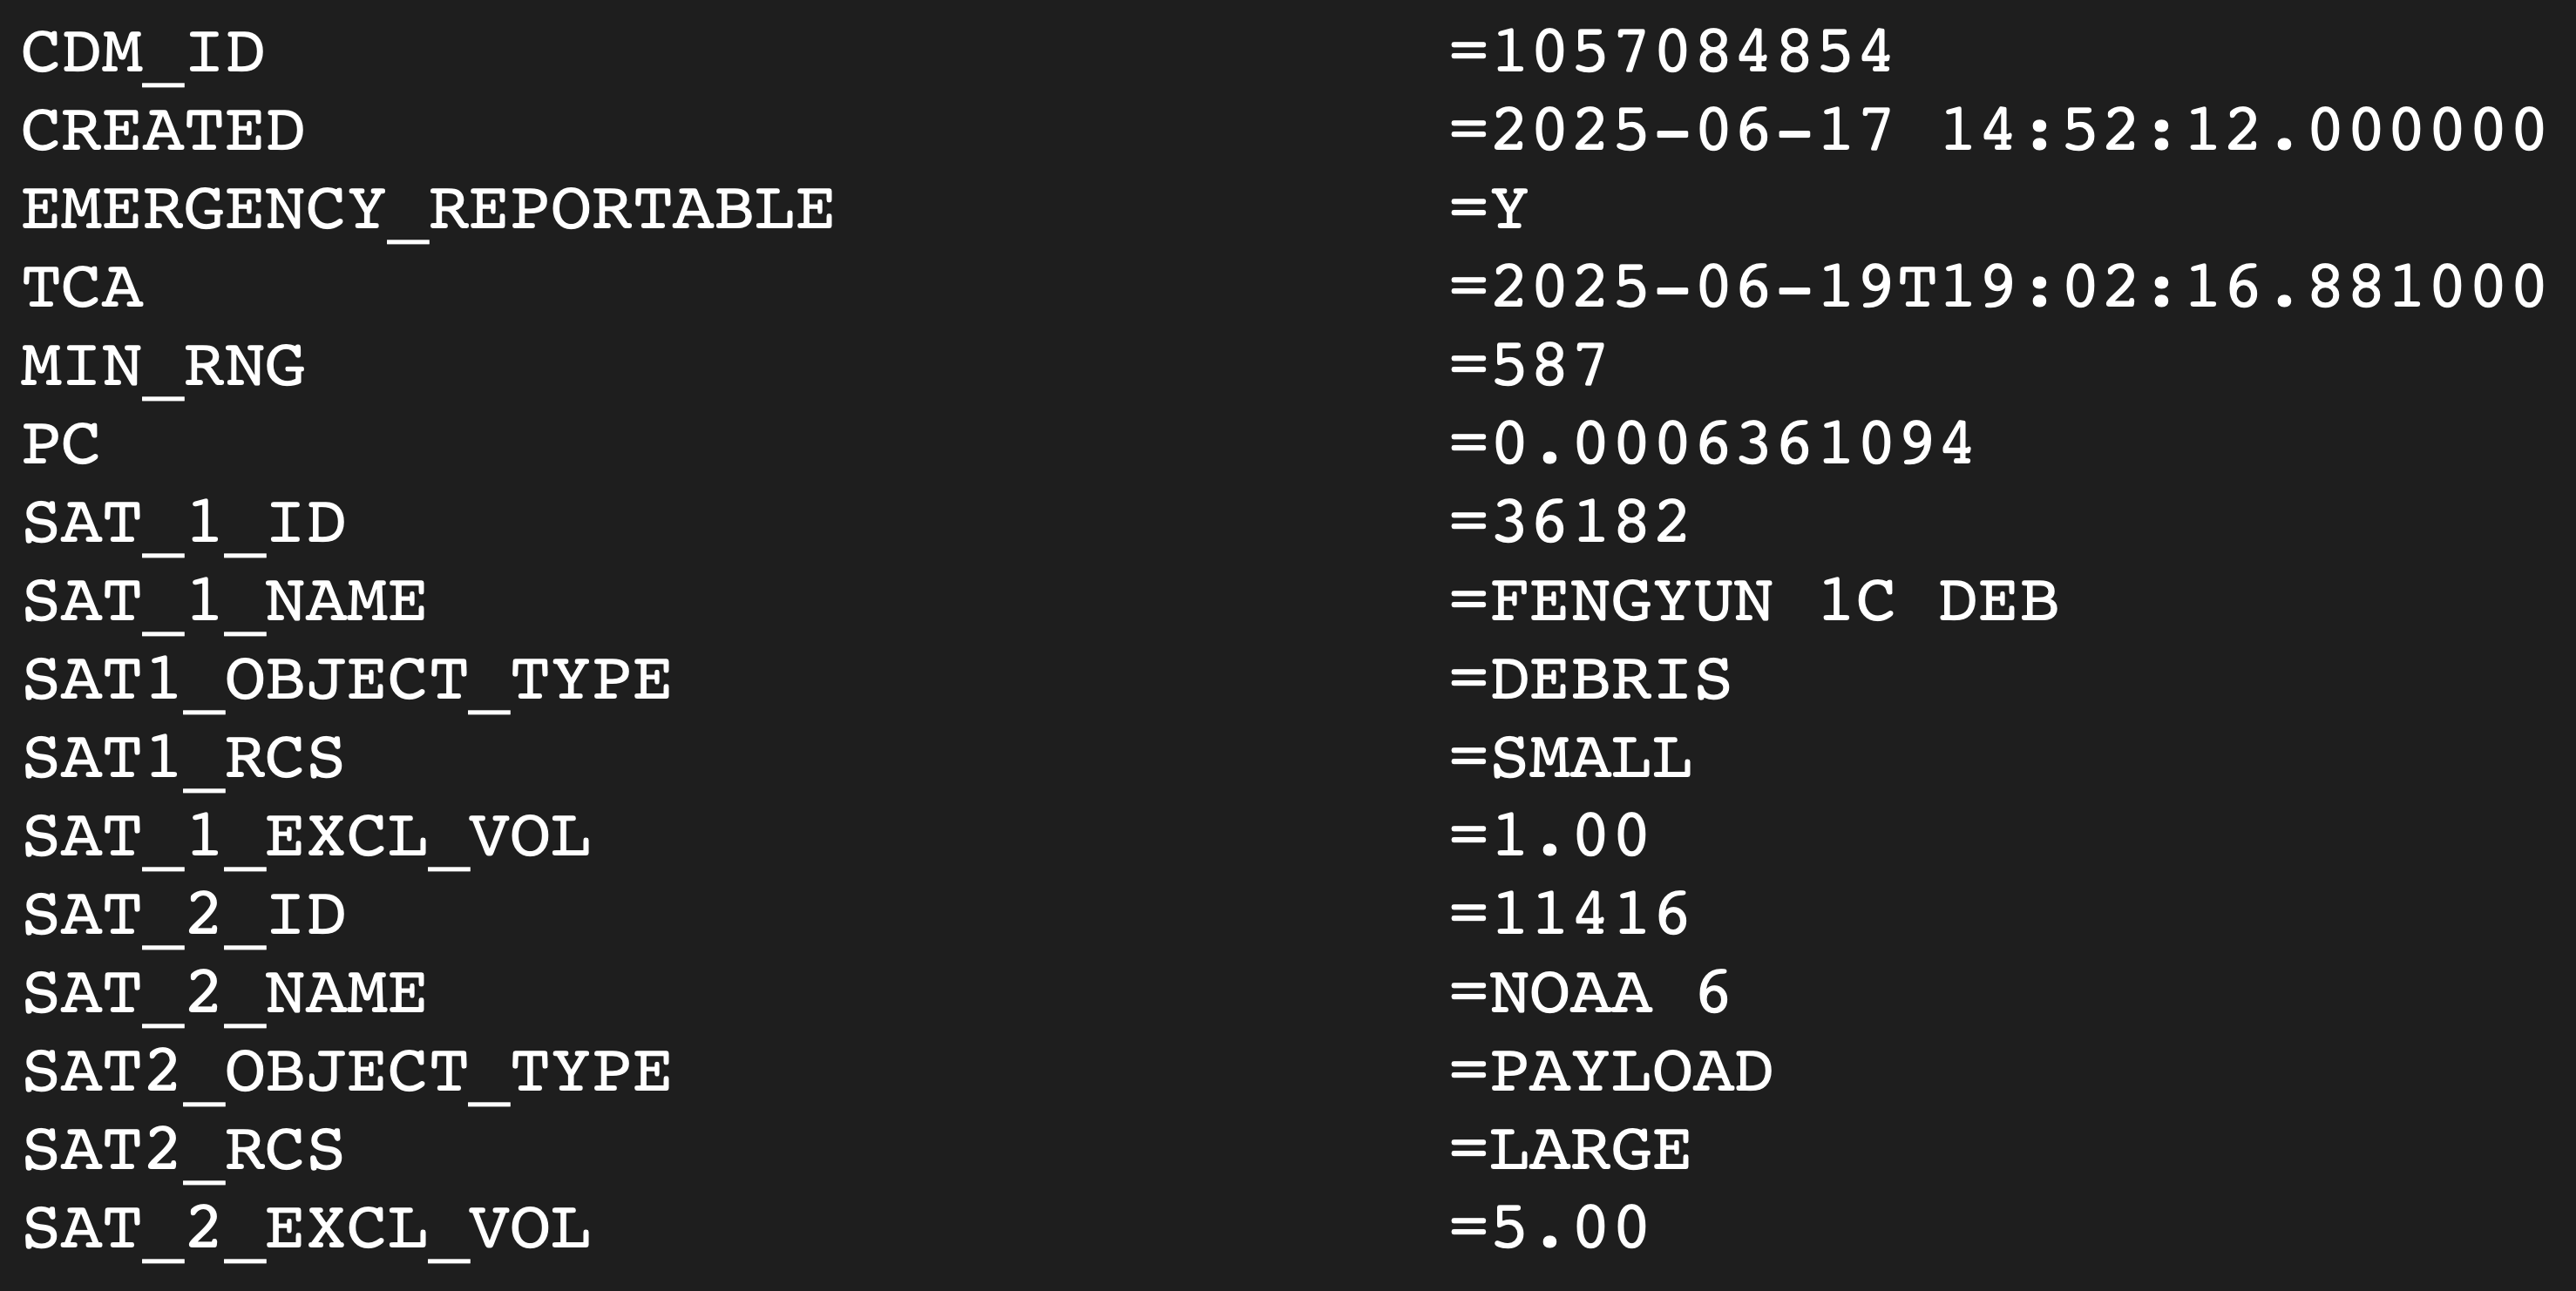 CDM_ID =1057084854
CREATED =2025-06-17 14:52:12.000000
EMERGENCY_REPORTABLE =Y
TCA =2025-06-19T19:02:16.881000
MIN_RNG =587
PC =0.0006361094
SAT_1_ID =36182
SAT_1_NAME =FENGYUN 1C DEB
SAT1_OBJECT_TYPE =DEBRIS
SAT1_RCS =SMALL
SAT_1_EXCL_VOL =1.00
SAT_2_ID =11416
SAT_2_NAME =NOAA 6
SAT2_OBJECT_TYPE =PAYLOAD
SAT2_RCS =LARGE
SAT_2_EXCL_VOL =5.00